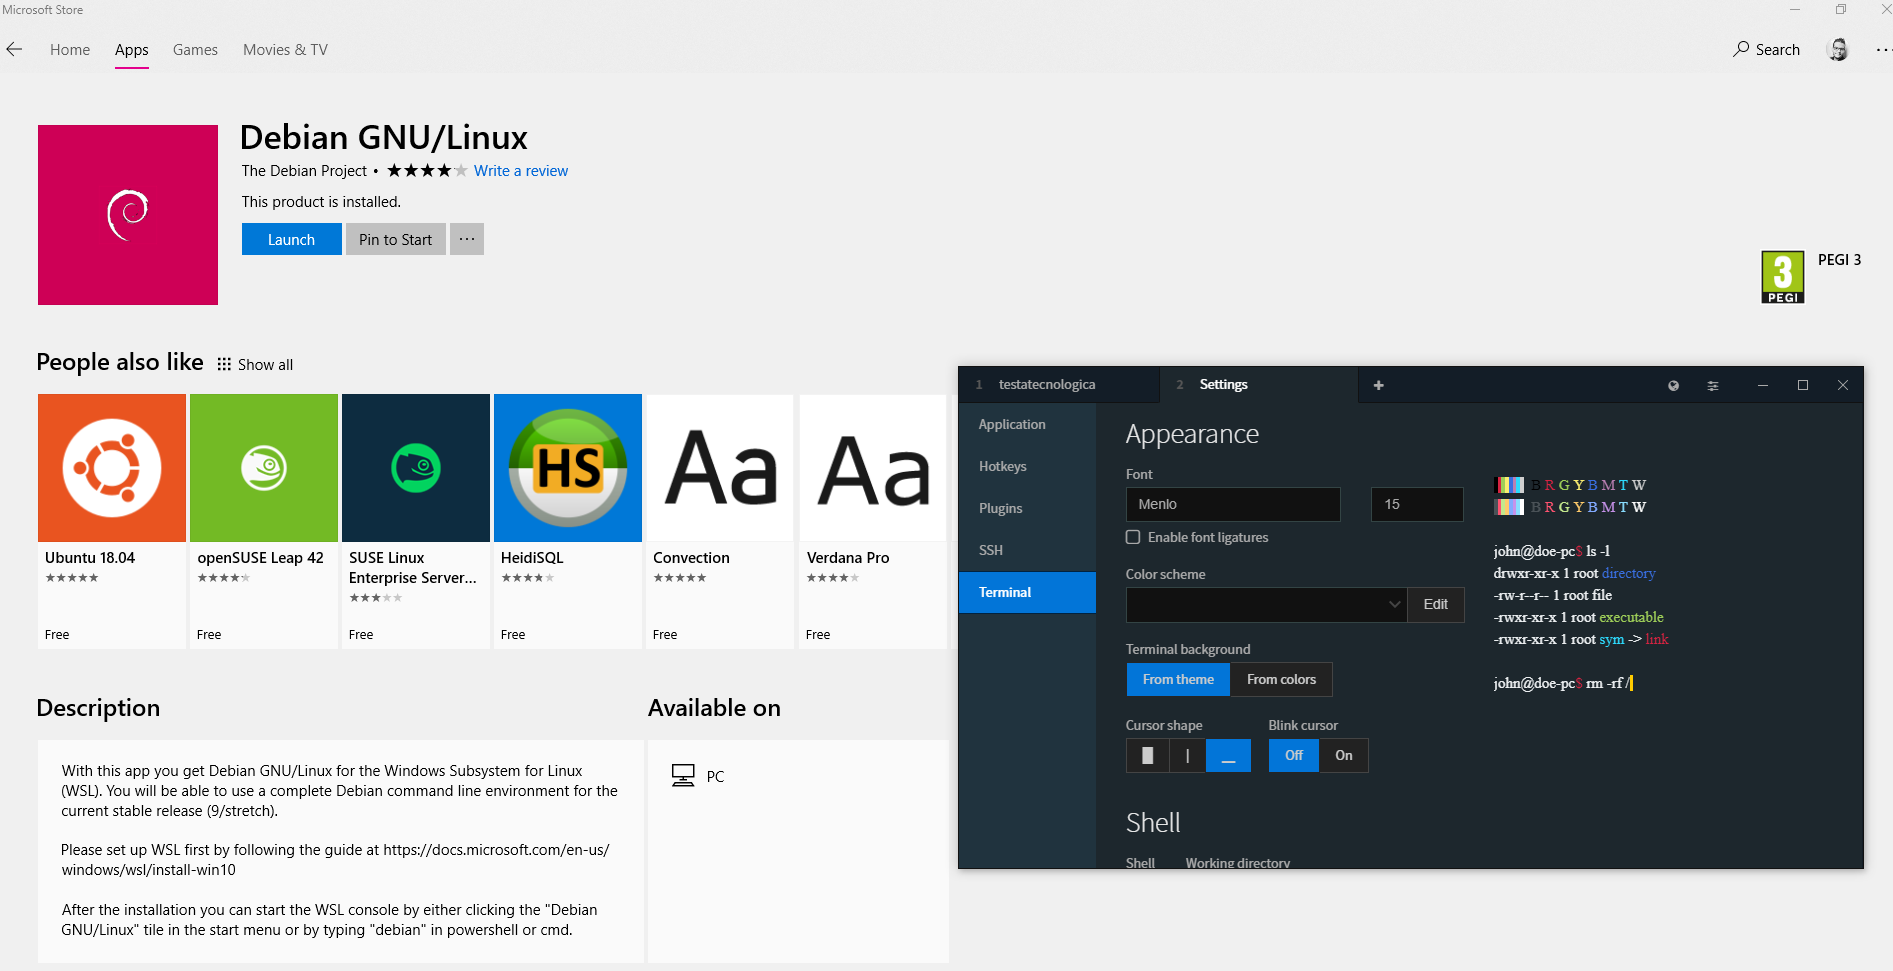 Microsoft Store
Home Apps Games Movies & TV Search
Debian GNU/Linux
The Debian Project • Write a review
This product is installed.
Launch Pin to Start ...
3
PEGI
PEGI 3
People also like Show all
HS
Aa
Aa
Ubuntu 18.04
Free
openSUSE Leap 42
Free
SUSE Linux
Enterprise Server...
Free
HeidiSQL
Free
Convection
Free
Verdana Pro
Free
Description
With this app you get Debian GNU/Linux for the Windows Subsystem for Linux
(WSL). You will be able to use a complete Debian command line environment for the
current stable release (9/stretch).
Please set up WSL first by following the guide at https://docs.microsoft.com/en-us/
windows/wsl/install-win10
After the installation you can start the WSL console by either clicking the "Debian
GNU/Linux" tile in the start menu or by typing "debian" in powershell or cmd.
Available on
PC
1 testatecnologica 2 Settings +
Application
Hotkeys
Plugins
SSH
Terminal
Appearance
Font
Menlo 15
Enable font ligatures
Color scheme
Edit
Terminal background
From theme From colors
Cursor shape Blink cursor
Off On
Shell
Shell Working directory
B R G Y B M T W
B R G Y B M T W
john@doe-pc$ ls -l
drwxr-xr-x 1 root directory
-rw-r--r-- 1 root file
-rwxr-xr-x 1 root executable
-rwxr-xr-x 1 root sym -> link
john@doe-pc$ rm -rf /